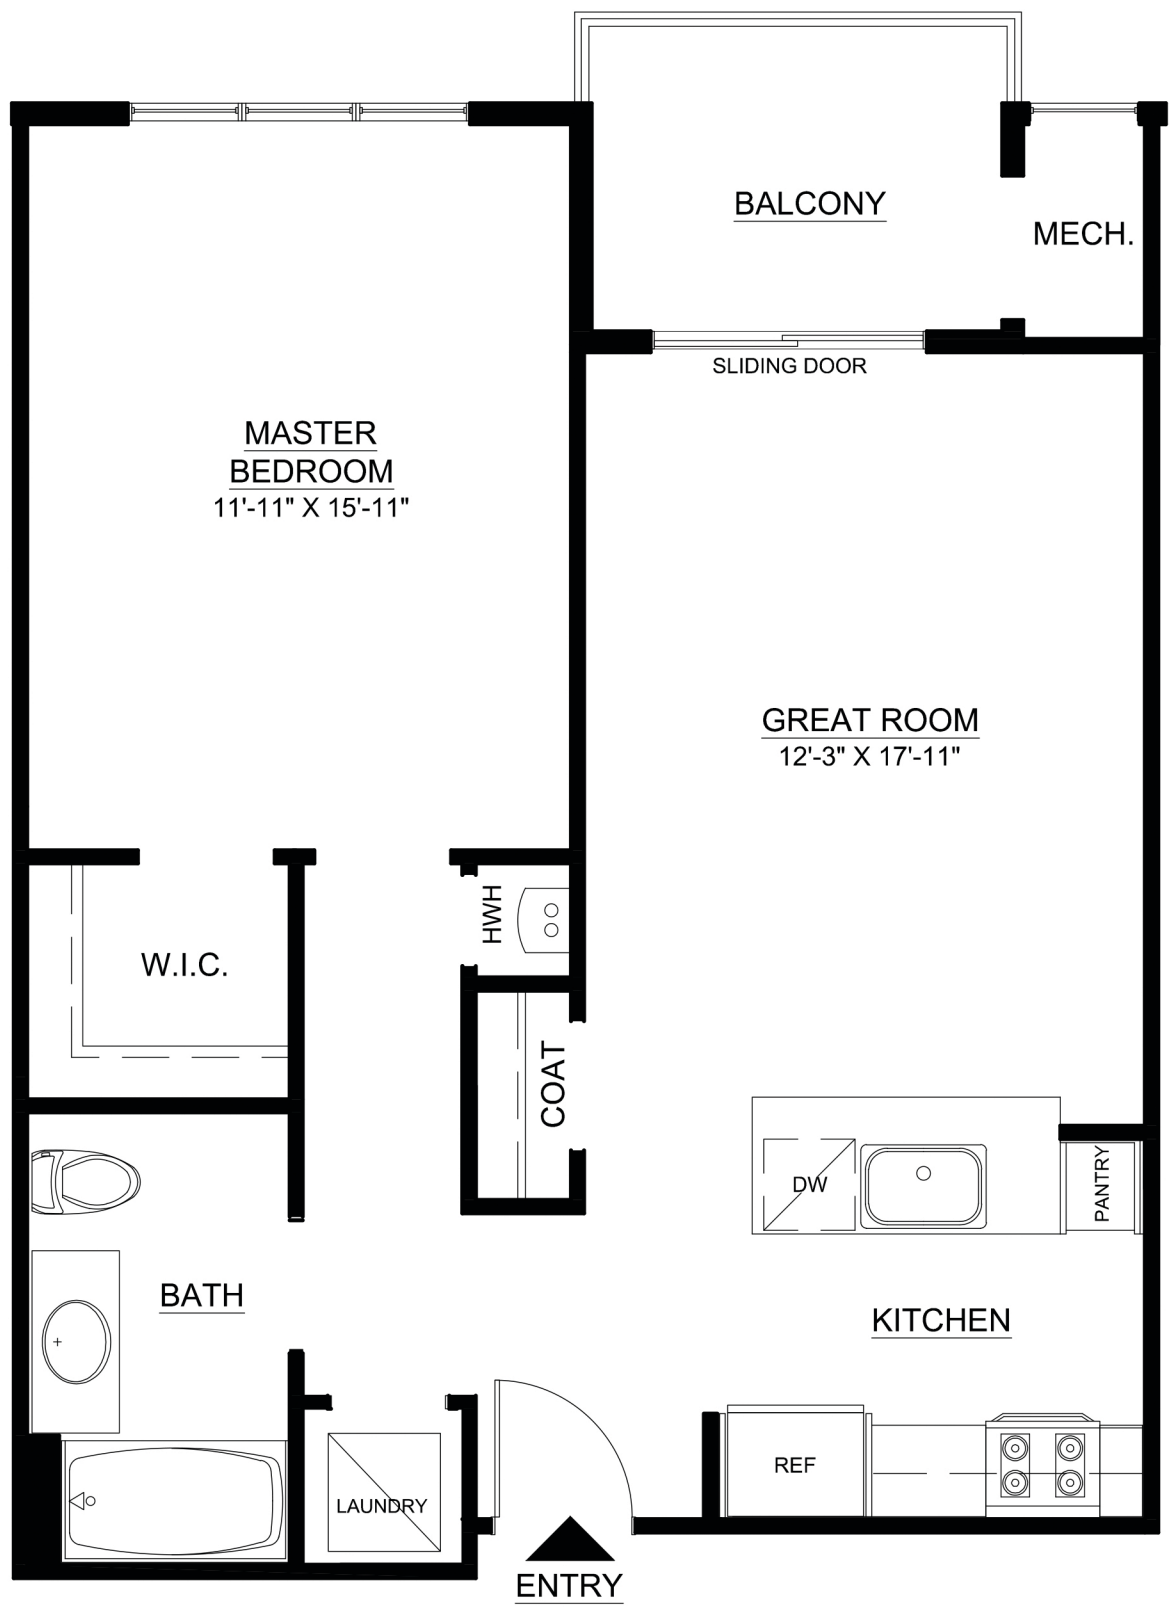 BALCONY
MECH.
SLIDING DOOR
MASTER
BEDROOM
11'-11" X 15'-11"
GREAT ROOM
12'-3" X 17'-11"
HWH
W.I.C.
COAT
DW
PANTRY
BATH
KITCHEN
REF
LAUNDRY
ENTRY